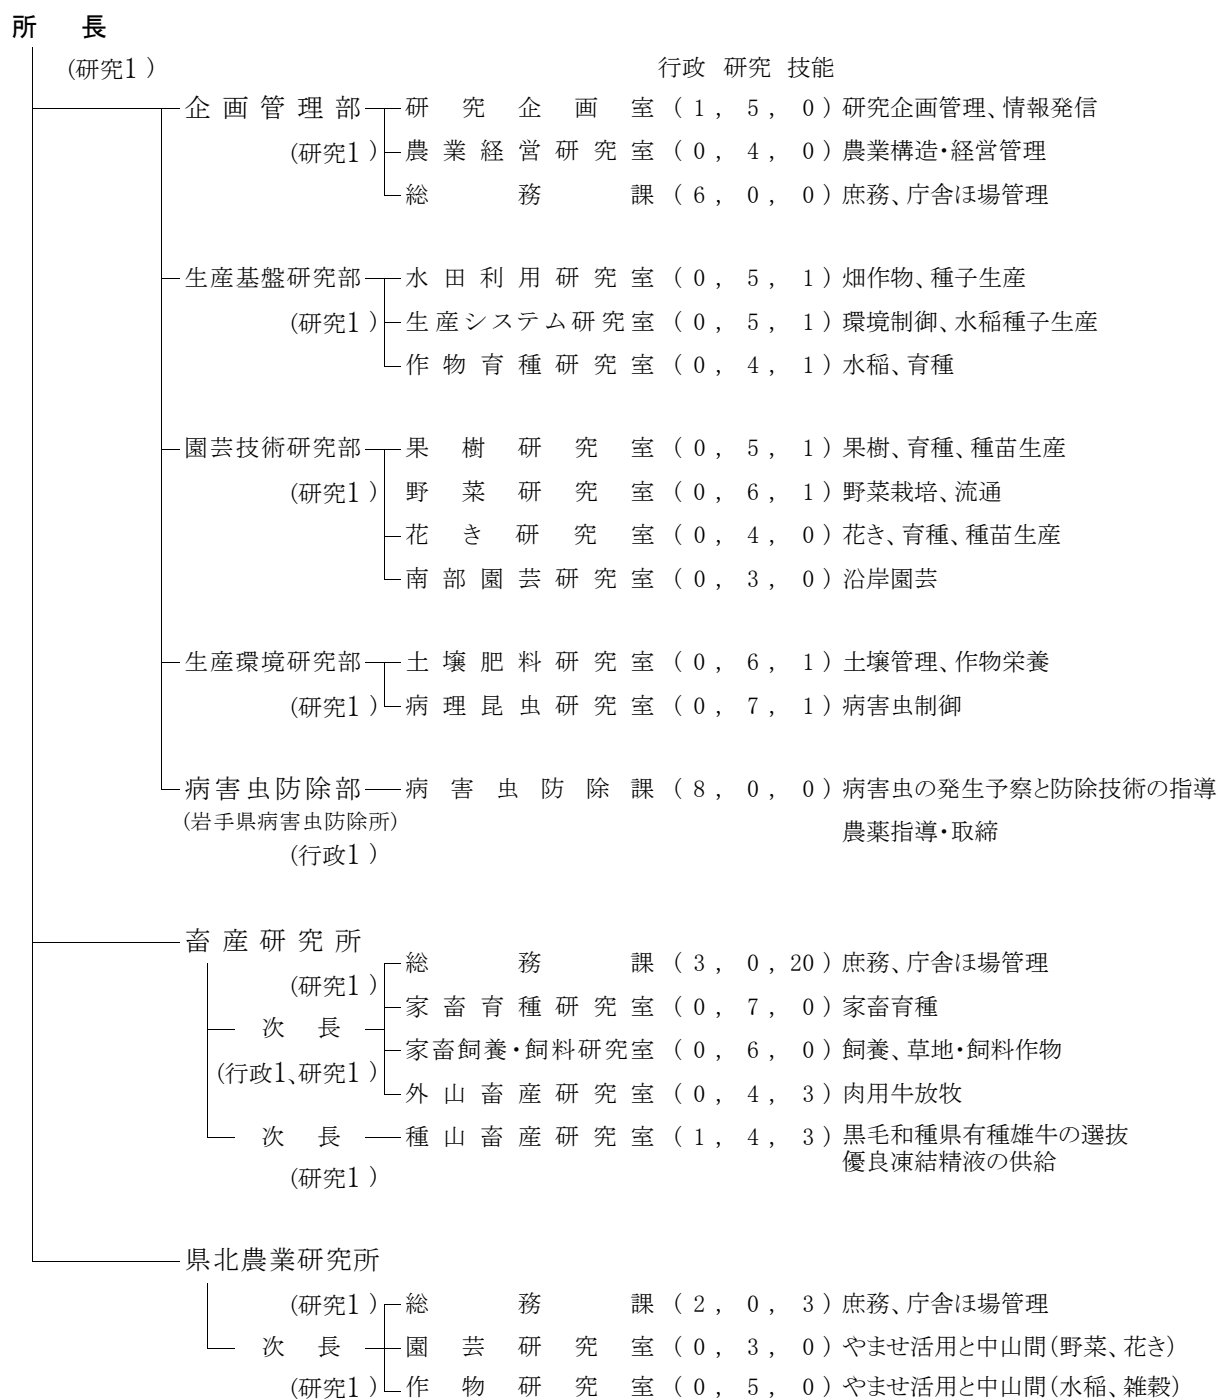 所 長
(研究1) 行政 研究 技能
企画管理部 研究企画室 (1, 5, 0) 研究企画管理、情報発信
(研究1) 農業経営研究室 (0, 4, 0) 農業構造・経営管理
総務課 (6, 0, 0) 庶務、庁舎ほ場管理
生産基盤研究部 水田利用研究室 (0, 5, 1) 畑作物、種子生産
(研究1) 生産システム研究室 (0, 5, 1) 環境制御、水稲種子生産
作物育種研究室 (0, 4, 1) 水稲、育種
園芸技術研究部 果樹研究室 (0, 5, 1) 果樹、育種、種苗生産
(研究1) 野菜研究室 (0, 6, 1) 野菜栽培、流通
花き研究室 (0, 4, 0) 花き、育種、種苗生産
南部園芸研究室 (0, 3, 0) 沿岸園芸
生産環境研究部 土壌肥料研究室 (0, 6, 1) 土壌管理、作物栄養
(研究1) 病理昆虫研究室 (0, 7, 1) 病害虫制御
病害虫防除部 病害虫防除課 (8, 0, 0) 病害虫の発生予察と防除技術の指導
(岩手県病害虫防除所) 農薬指導・取締
(行政1)
畜産研究所
総務課 (3, 0, 20) 庶務、庁舎ほ場管理
(研究1)
家畜育種研究室 (0, 7, 0) 家畜育種
次長
家畜飼養・飼料研究室 (0, 6, 0) 飼養、草地・飼料作物
(行政1、研究1)
外山畜産研究室 (0, 4, 3) 肉用牛放牧
次長 種山畜産研究室 (1, 4, 3) 黒毛和種県有種雄牛の選抜
優良凍結精液の供給
(研究1)
県北農業研究所
(研究1) 総務課 (2, 0, 3) 庶務、庁舎ほ場管理
次長 園芸研究室 (0, 3, 0) やませ活用と中山間(野菜、花き)
(研究1) 作物研究室 (0, 5, 0) やませ活用と中山間(水稲、雑穀)